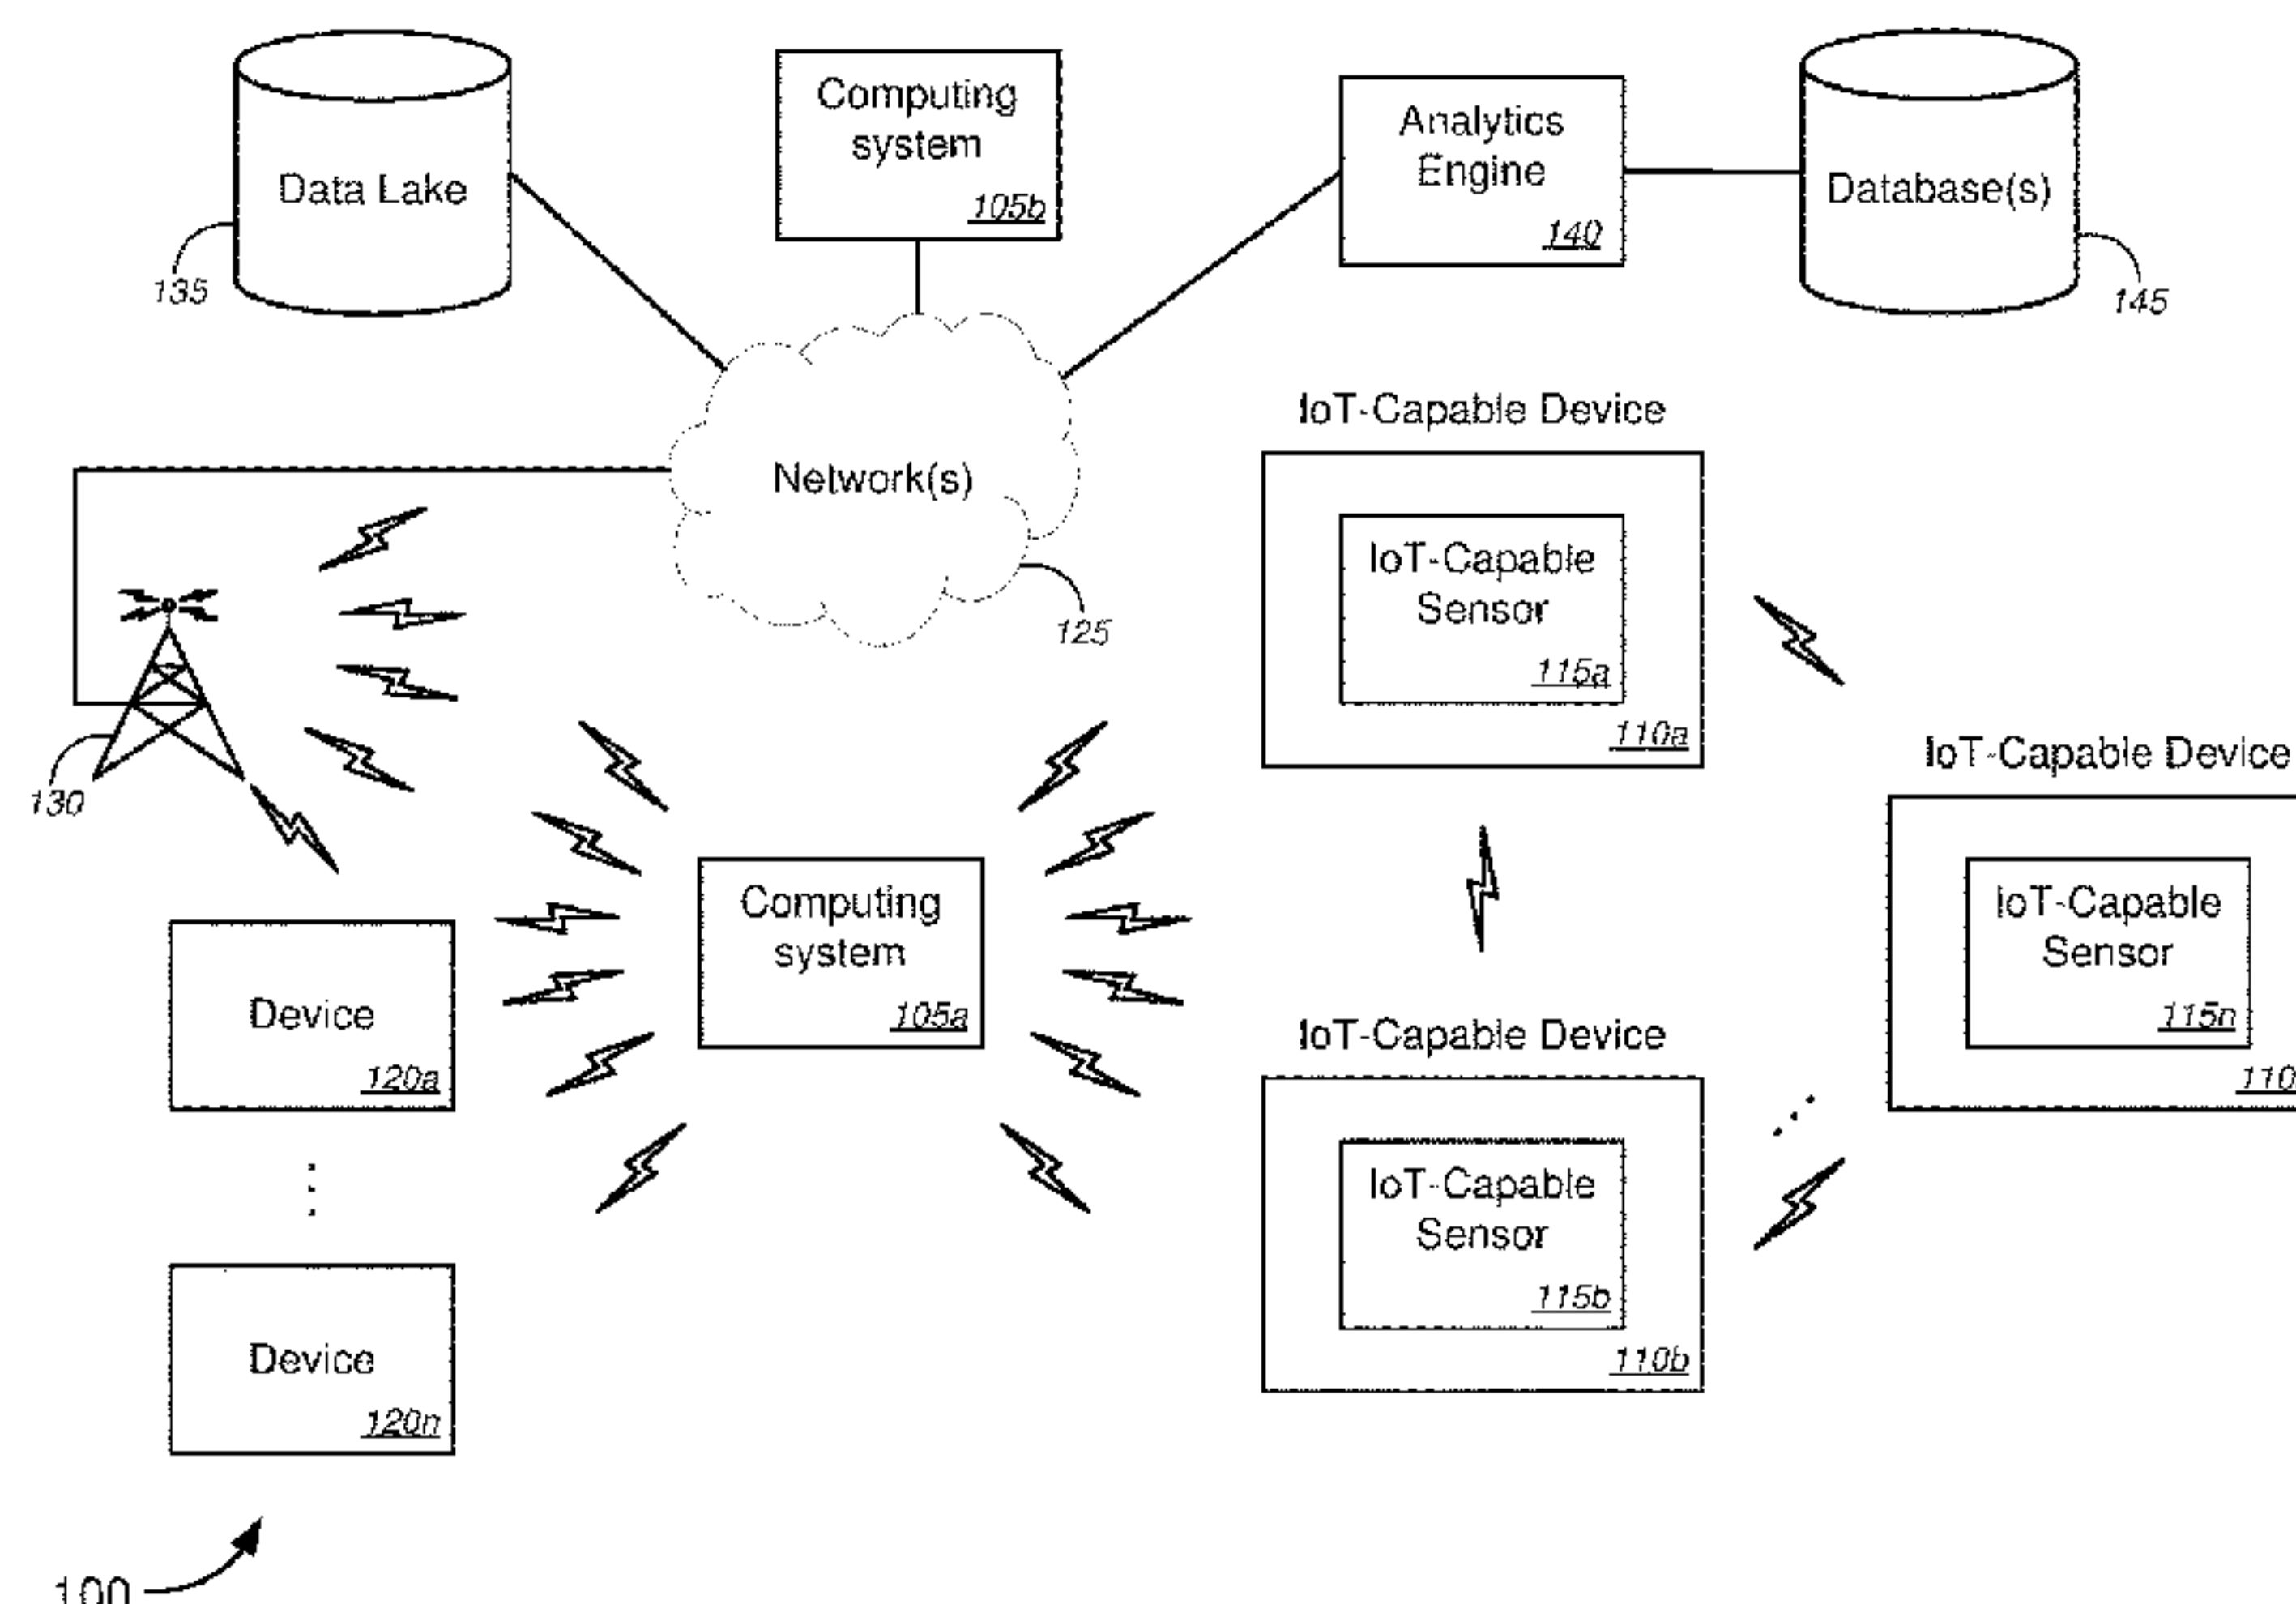 Data Lake
135
Computing
system
105b
Analytics
Engine
140
Database(s)
145
Network(s)
125
130
IoT-Capable Device
IoT-Capable
Sensor
115a
110a
IoT-Capable Device
IoT-Capable
Sensor
115n
110
Computing
system
105a
IoT-Capable Device
IoT-Capable
Sensor
115b
110b
Device
120a
Device
120n
100